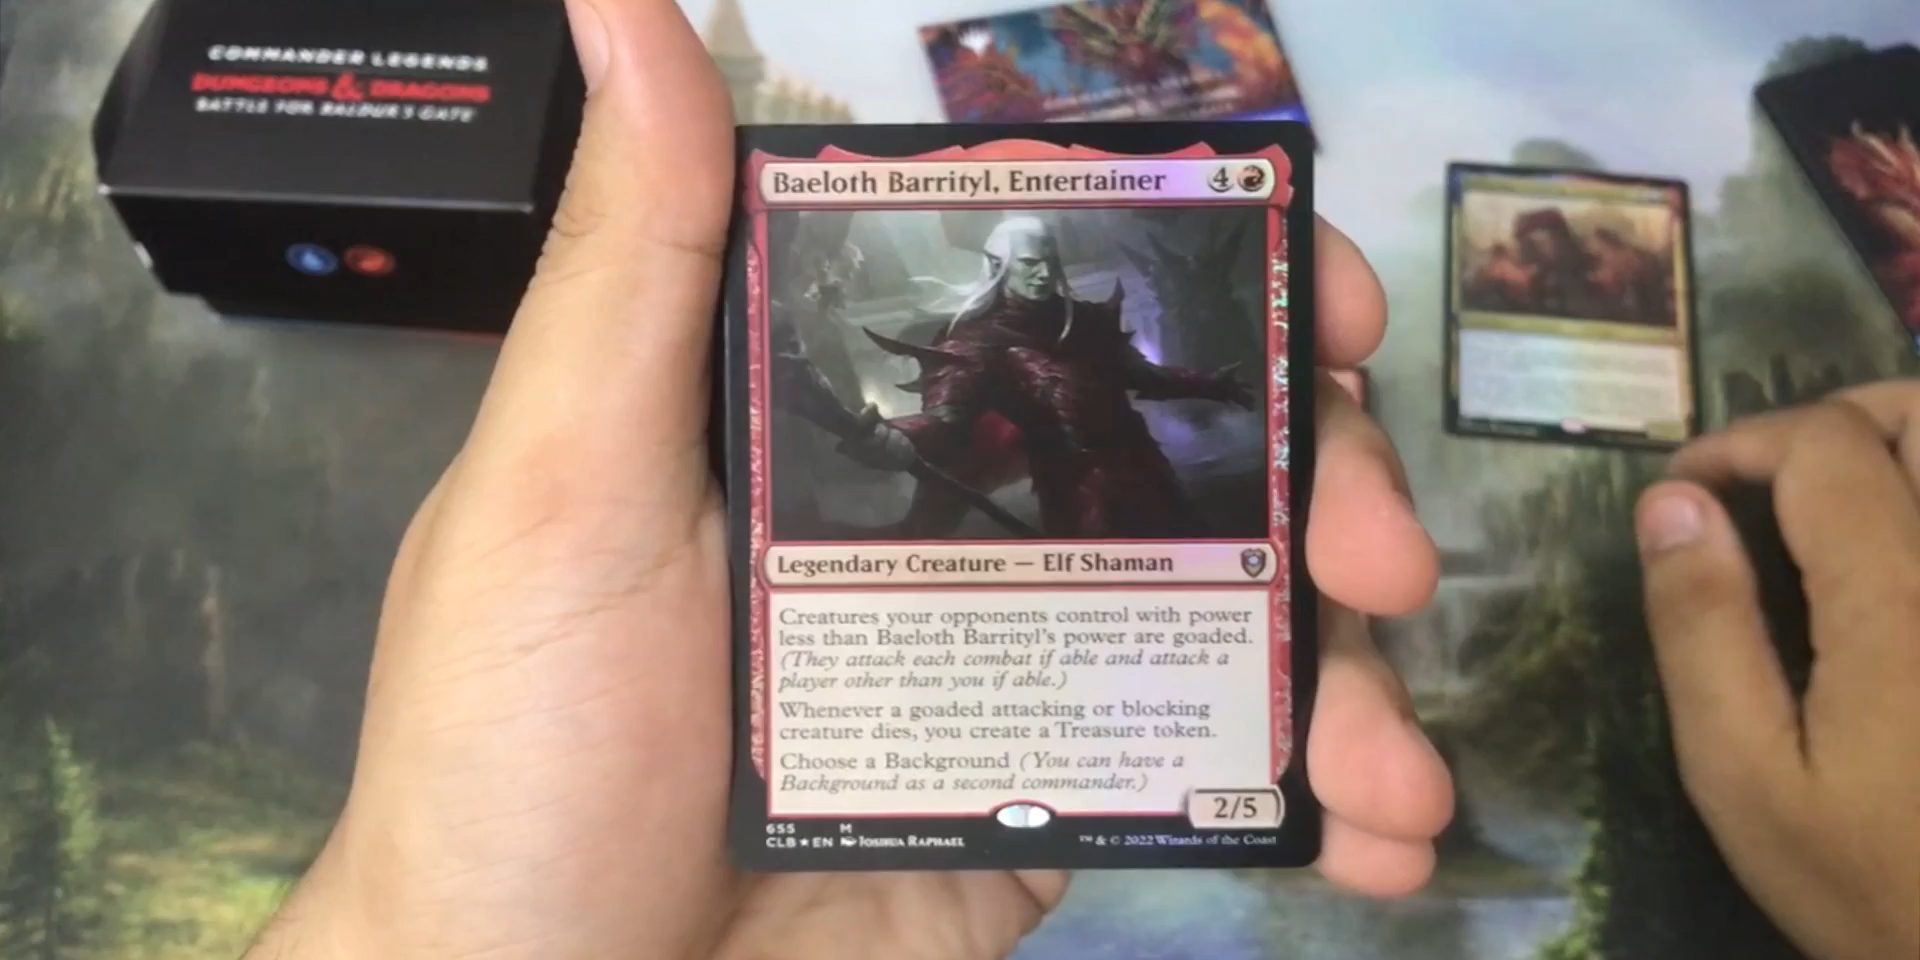 COMMANDER LEGENDS
DUNGEONS & DRAGONS
BATTLE FOR BALDUR'S GATE
Baeloth Barrityl, Entertainer 4
Legendary Creature — Elf Shaman
Creatures your opponents control with power
less than Baeloth Barrityl's power are goaded.
(They attack each combat if able and attack a
player other than you if able.)
Whenever a goaded attacking or blocking
creature dies, you create a Treasure token.
Choose a Background (You can have a
Background as a second commander.)
2/5
655 M
CLB ★ EN JOSHUA RAPHAEL
™ & © 2022 Wizards of the Coast